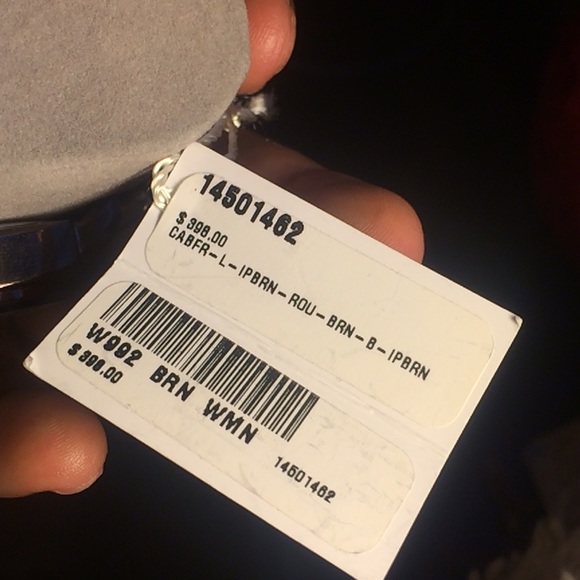 14501462
$398.00
CABFR-L-IPBRN-ROU-BRN-B-IPBRN
W992 BRN WMN
$398.00
14501462